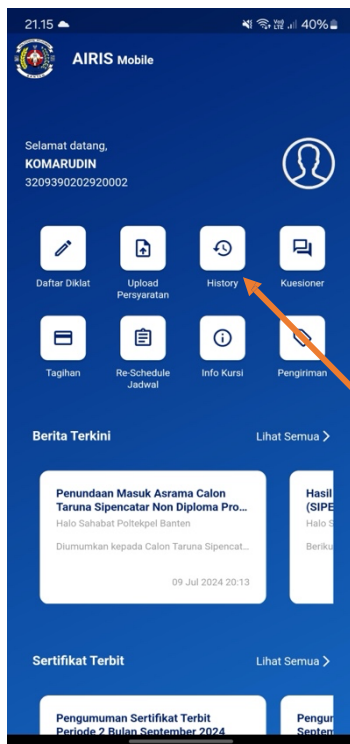 21.15 40%
AIRIS Mobile
Selamat datang,
KOMARUDIN
3209390202920002
Daftar Diklat
Upload
Persyaratan
History
Kuesioner
Tagihan
Re-Schedule
Jadwal
Info Kursi
Pengiriman
Berita Terkini
Lihat Semua
Penundaan Masuk Asrama Calon
Taruna Sipencatar Non Diploma Pro...
Halo Sahabat Poltekpel Banten
Diumumkan kepada Calon Taruna Sipencat...
09 Jul 2024 20:13
Hasil
(SIPE
Halo S
Beriku
Sertifikat Terbit
Lihat Semua
Pengumuman Sertifikat Terbit
Periode 2 Bulan September 2024
Pengur
Septem